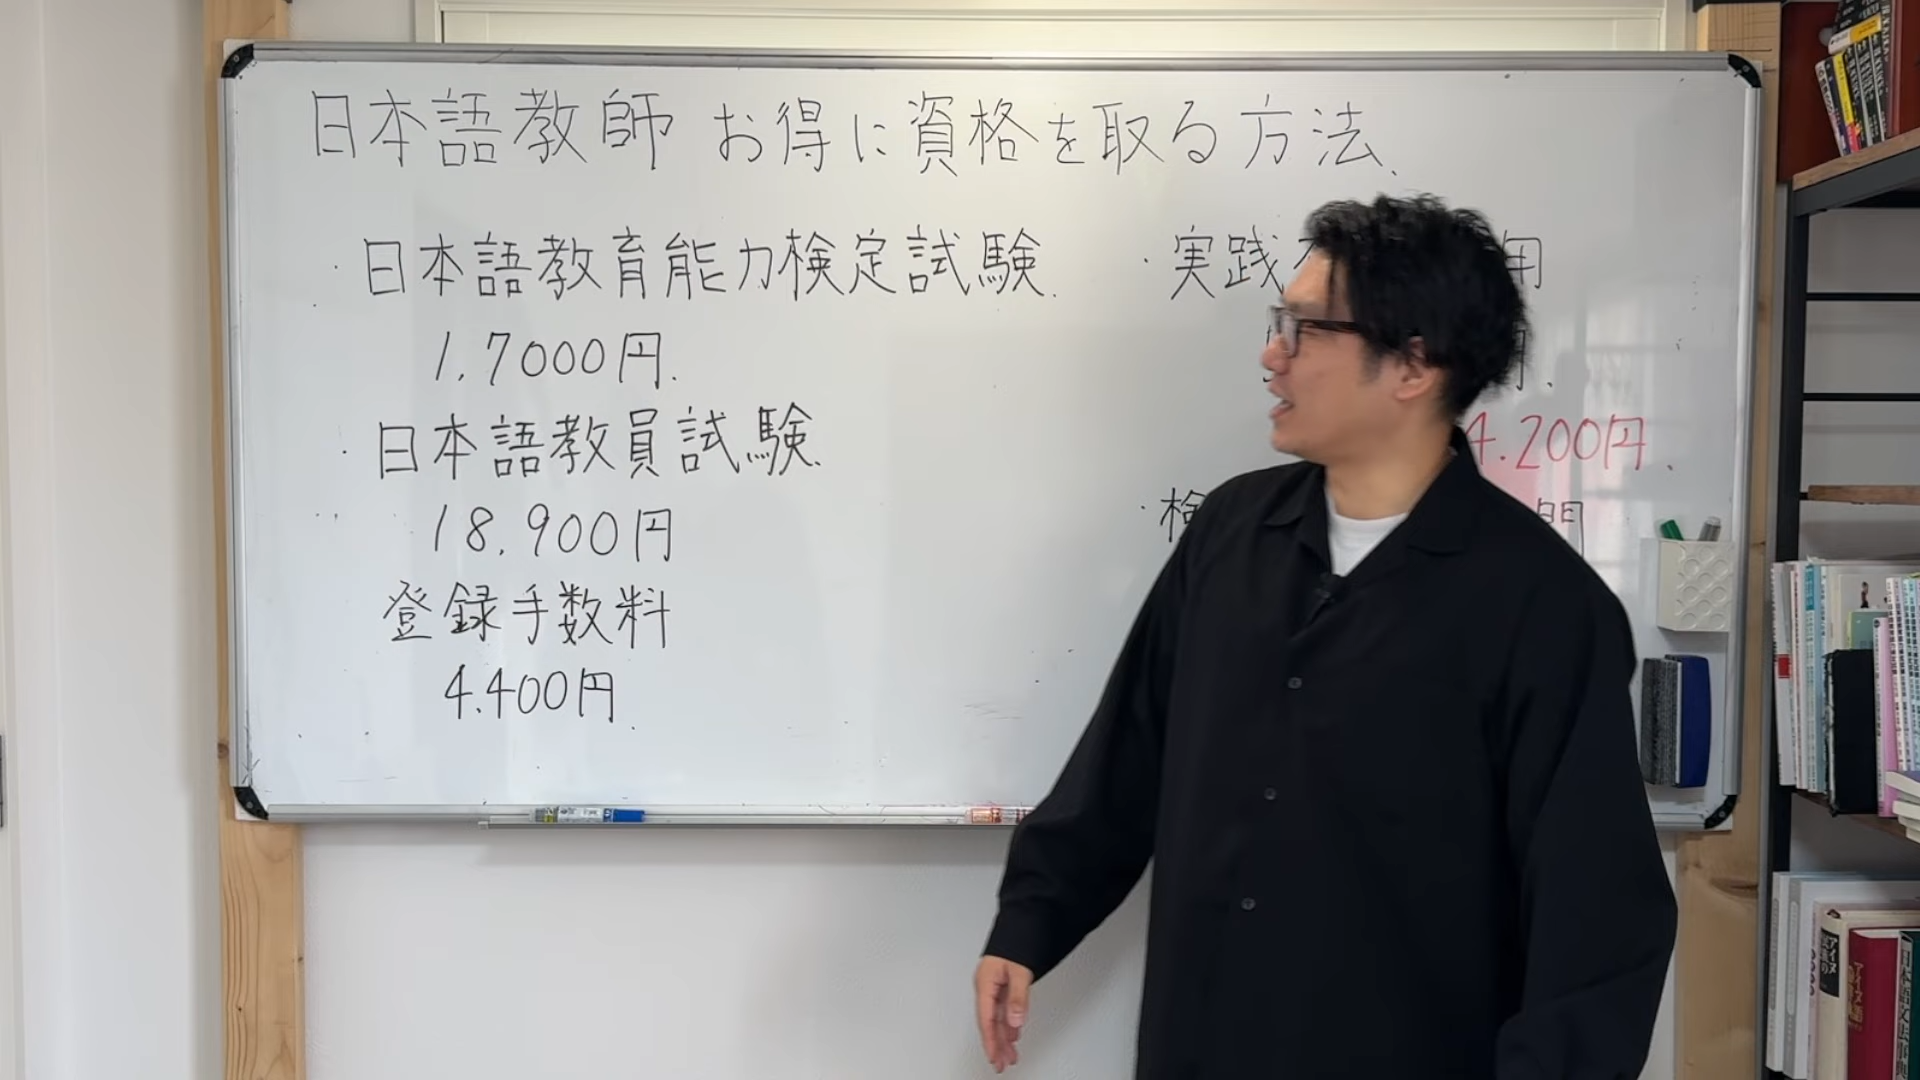 日本語教師 お得に資格を取る方法
・日本語教育能力検定試験
1,7000円
・日本語教員試験
18,900円
登録手数料
4.400円
・実践
用
円
4.200円
・検
間